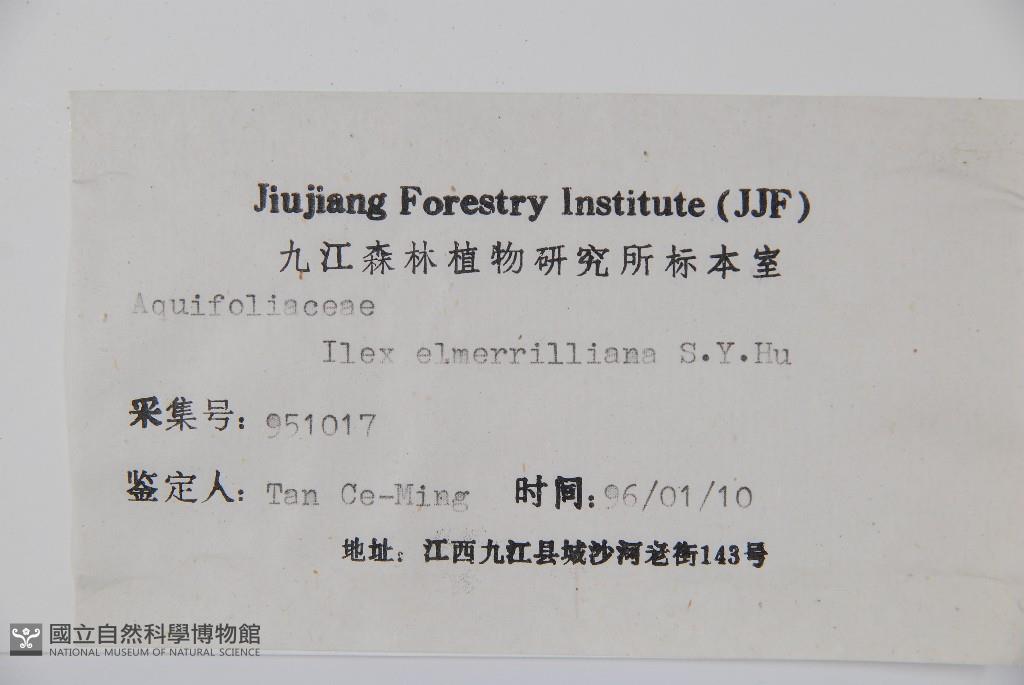 Jiujiang Forestry Institute (JJF)
九江森林植物研究所标本室
Aquifoliaceae
Ilex elmerrilliana S.Y.Hu
采集号: 951017
鉴定人: Tan Ce-Ming 时间: 96/01/10
地址: 江西九江县城沙河老街143号
國立自然科學博物館
NATIONAL MUSEUM OF NATURAL SCIENCE